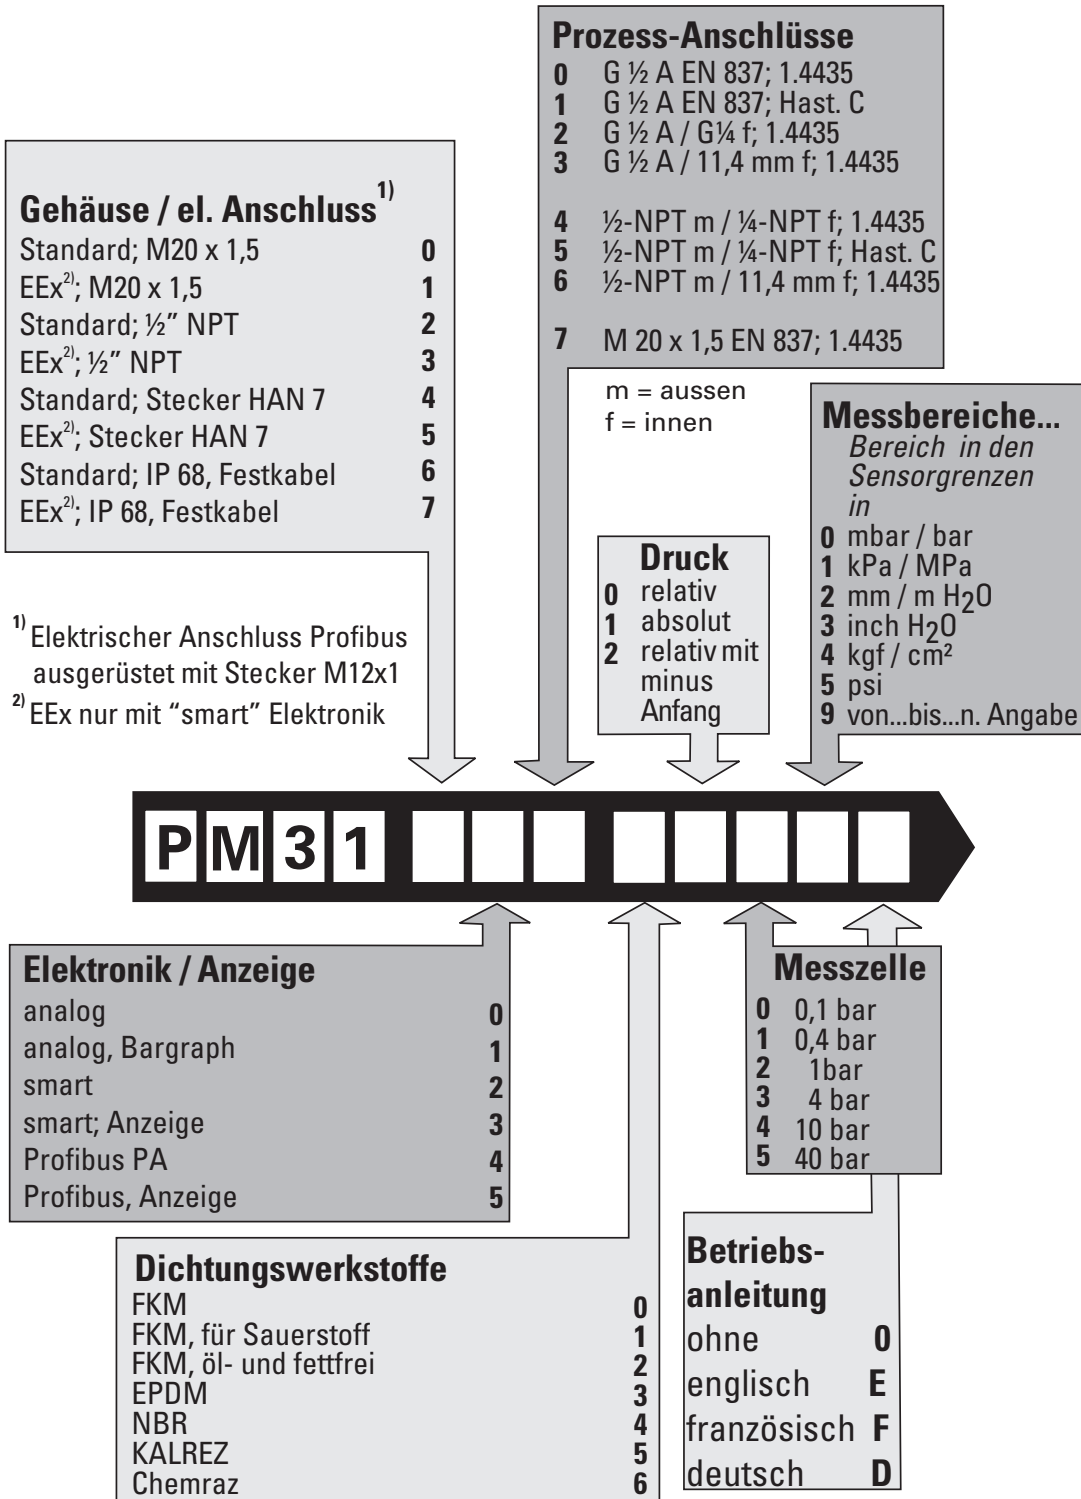 Prozess-Anschlüsse
0 G ½ A EN 837; 1.4435
1 G ½ A EN 837; Hast. C
2 G ½ A / G¼ f; 1.4435
3 G ½ A / 11,4 mm f; 1.4435
4 ½-NPT m / ¼-NPT f; 1.4435
5 ½-NPT m / ¼-NPT f; Hast. C
6 ½-NPT m / 11,4 mm f; 1.4435
7 M 20 x 1,5 EN 837; 1.4435
m = aussen
f = innen
Gehäuse / el. Anschluss 1)
Standard; M20 x 1,5 0
EEx2); M20 x 1,5 1
Standard; ½" NPT 2
EEx2); ½" NPT 3
Standard; Stecker HAN 7 4
EEx2); Stecker HAN 7 5
Standard; IP 68, Festkabel 6
EEx2); IP 68, Festkabel 7
1) Elektrischer Anschluss Profibus
ausgerüstet mit Stecker M12x1
2) EEx nur mit “smart” Elektronik
Druck
0 relativ
1 absolut
2 relativ mit
minus
Anfang
Messbereiche...
Bereich in den
Sensorgrenzen
in
0 mbar / bar
1 kPa / MPa
2 mm / m H2O
3 inch H2O
4 kgf / cm²
5 psi
9 von...bis...n. Angabe
PM31
Elektronik / Anzeige
analog 0
analog, Bargraph 1
smart 2
smart; Anzeige 3
Profibus PA 4
Profibus, Anzeige 5
Messzelle
0 0,1 bar
1 0,4 bar
2 1bar
3 4 bar
4 10 bar
5 40 bar
Dichtungswerkstoffe
FKM 0
FKM, für Sauerstoff 1
FKM, öl- und fettfrei 2
EPDM 3
NBR 4
KALREZ 5
Chemraz 6
Betriebs-
anleitung
ohne 0
englisch E
französisch F
deutsch D